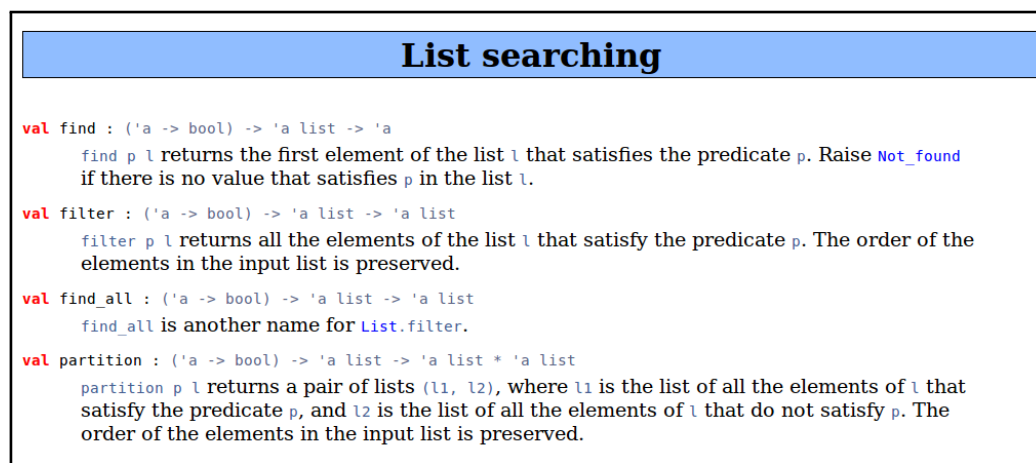 List searching
val find : ('a -> bool) -> 'a list -> 'a
find p l returns the first element of the list l that satisfies the predicate p. Raise Not_found
if there is no value that satisfies p in the list l.
val filter : ('a -> bool) -> 'a list -> 'a list
filter p l returns all the elements of the list l that satisfy the predicate p. The order of the
elements in the input list is preserved.
val find_all : ('a -> bool) -> 'a list -> 'a list
find_all is another name for List.filter.
val partition : ('a -> bool) -> 'a list -> 'a list * 'a list
partition p l returns a pair of lists (l1, l2), where l1 is the list of all the elements of l that
satisfy the predicate p, and l2 is the list of all the elements of l that do not satisfy p. The
order of the elements in the input list is preserved.